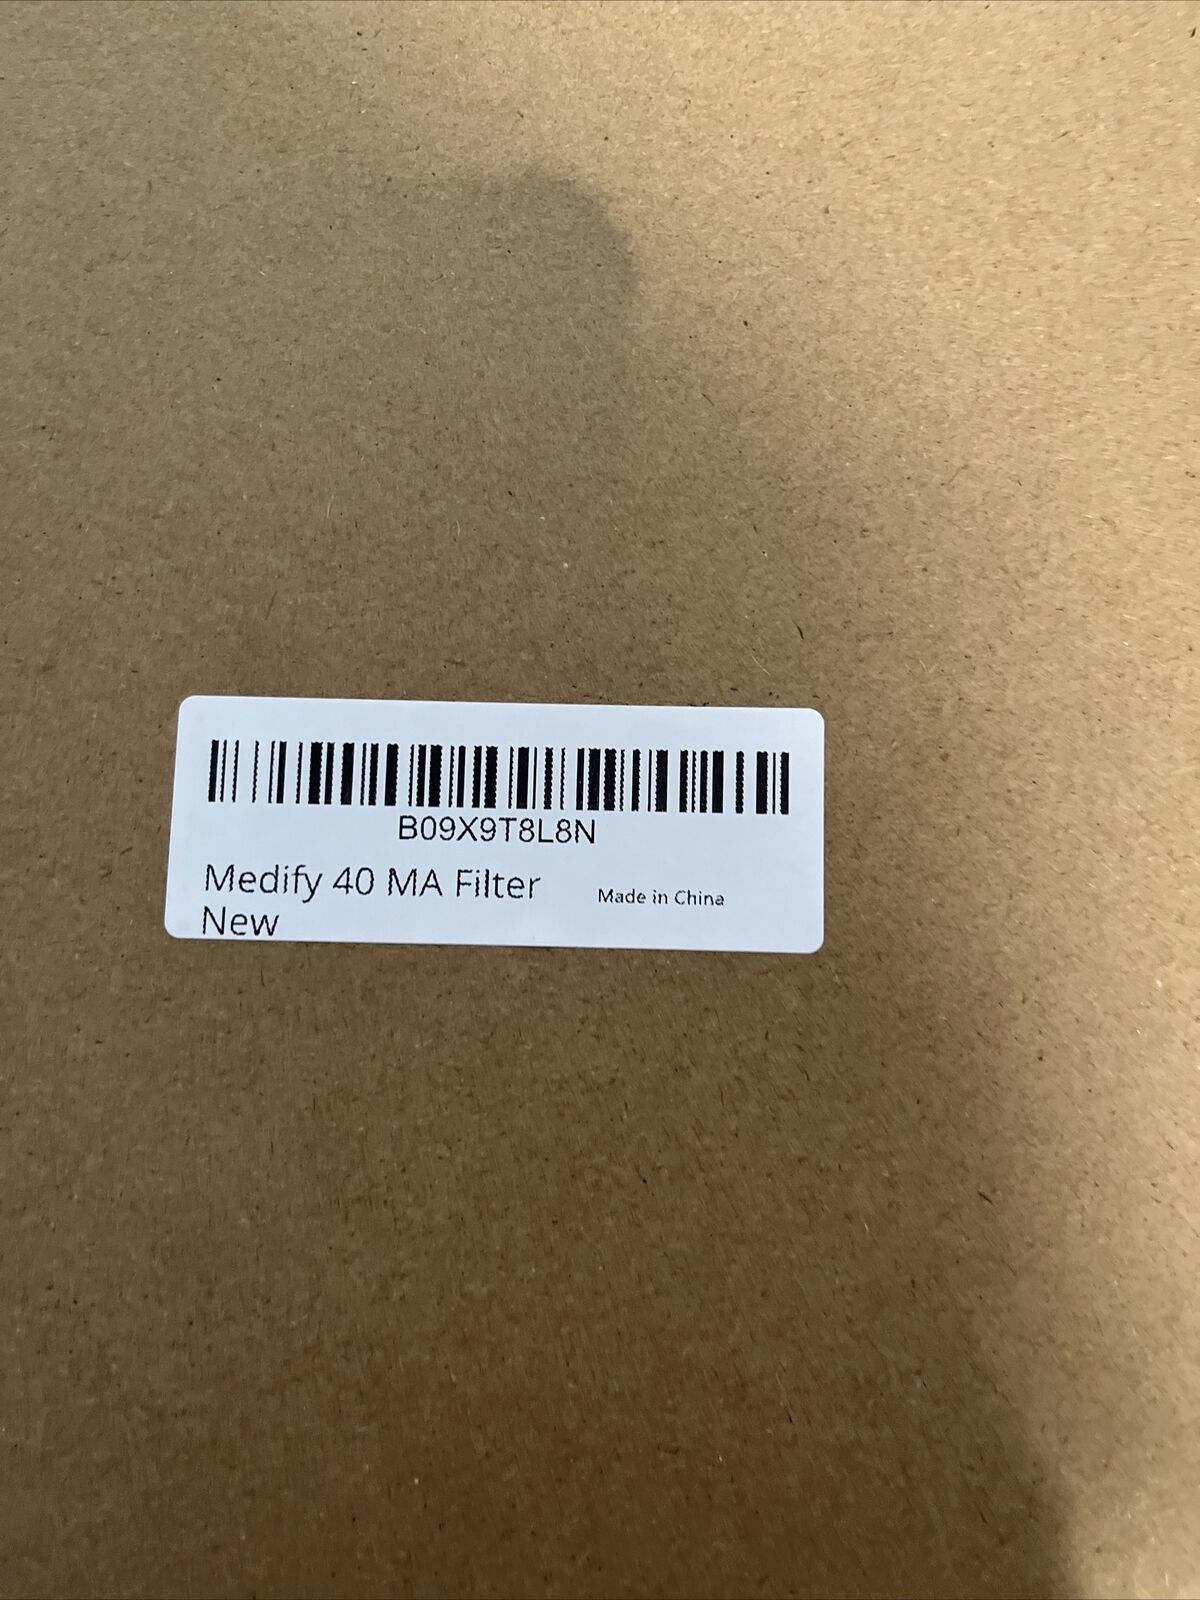 B09X9T8L8N
Medify 40 MA Filter
Made in China
New